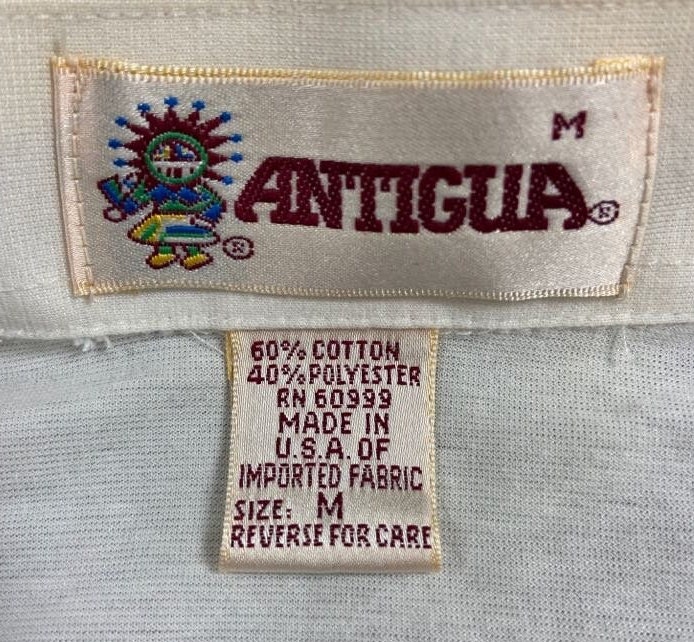 M
ANTIGUA®
®
60% COTTON
40% POLYESTER
RN 60999
MADE IN
U.S.A. OF
IMPORTED FABRIC
SIZE: M
REVERSE FOR CARE